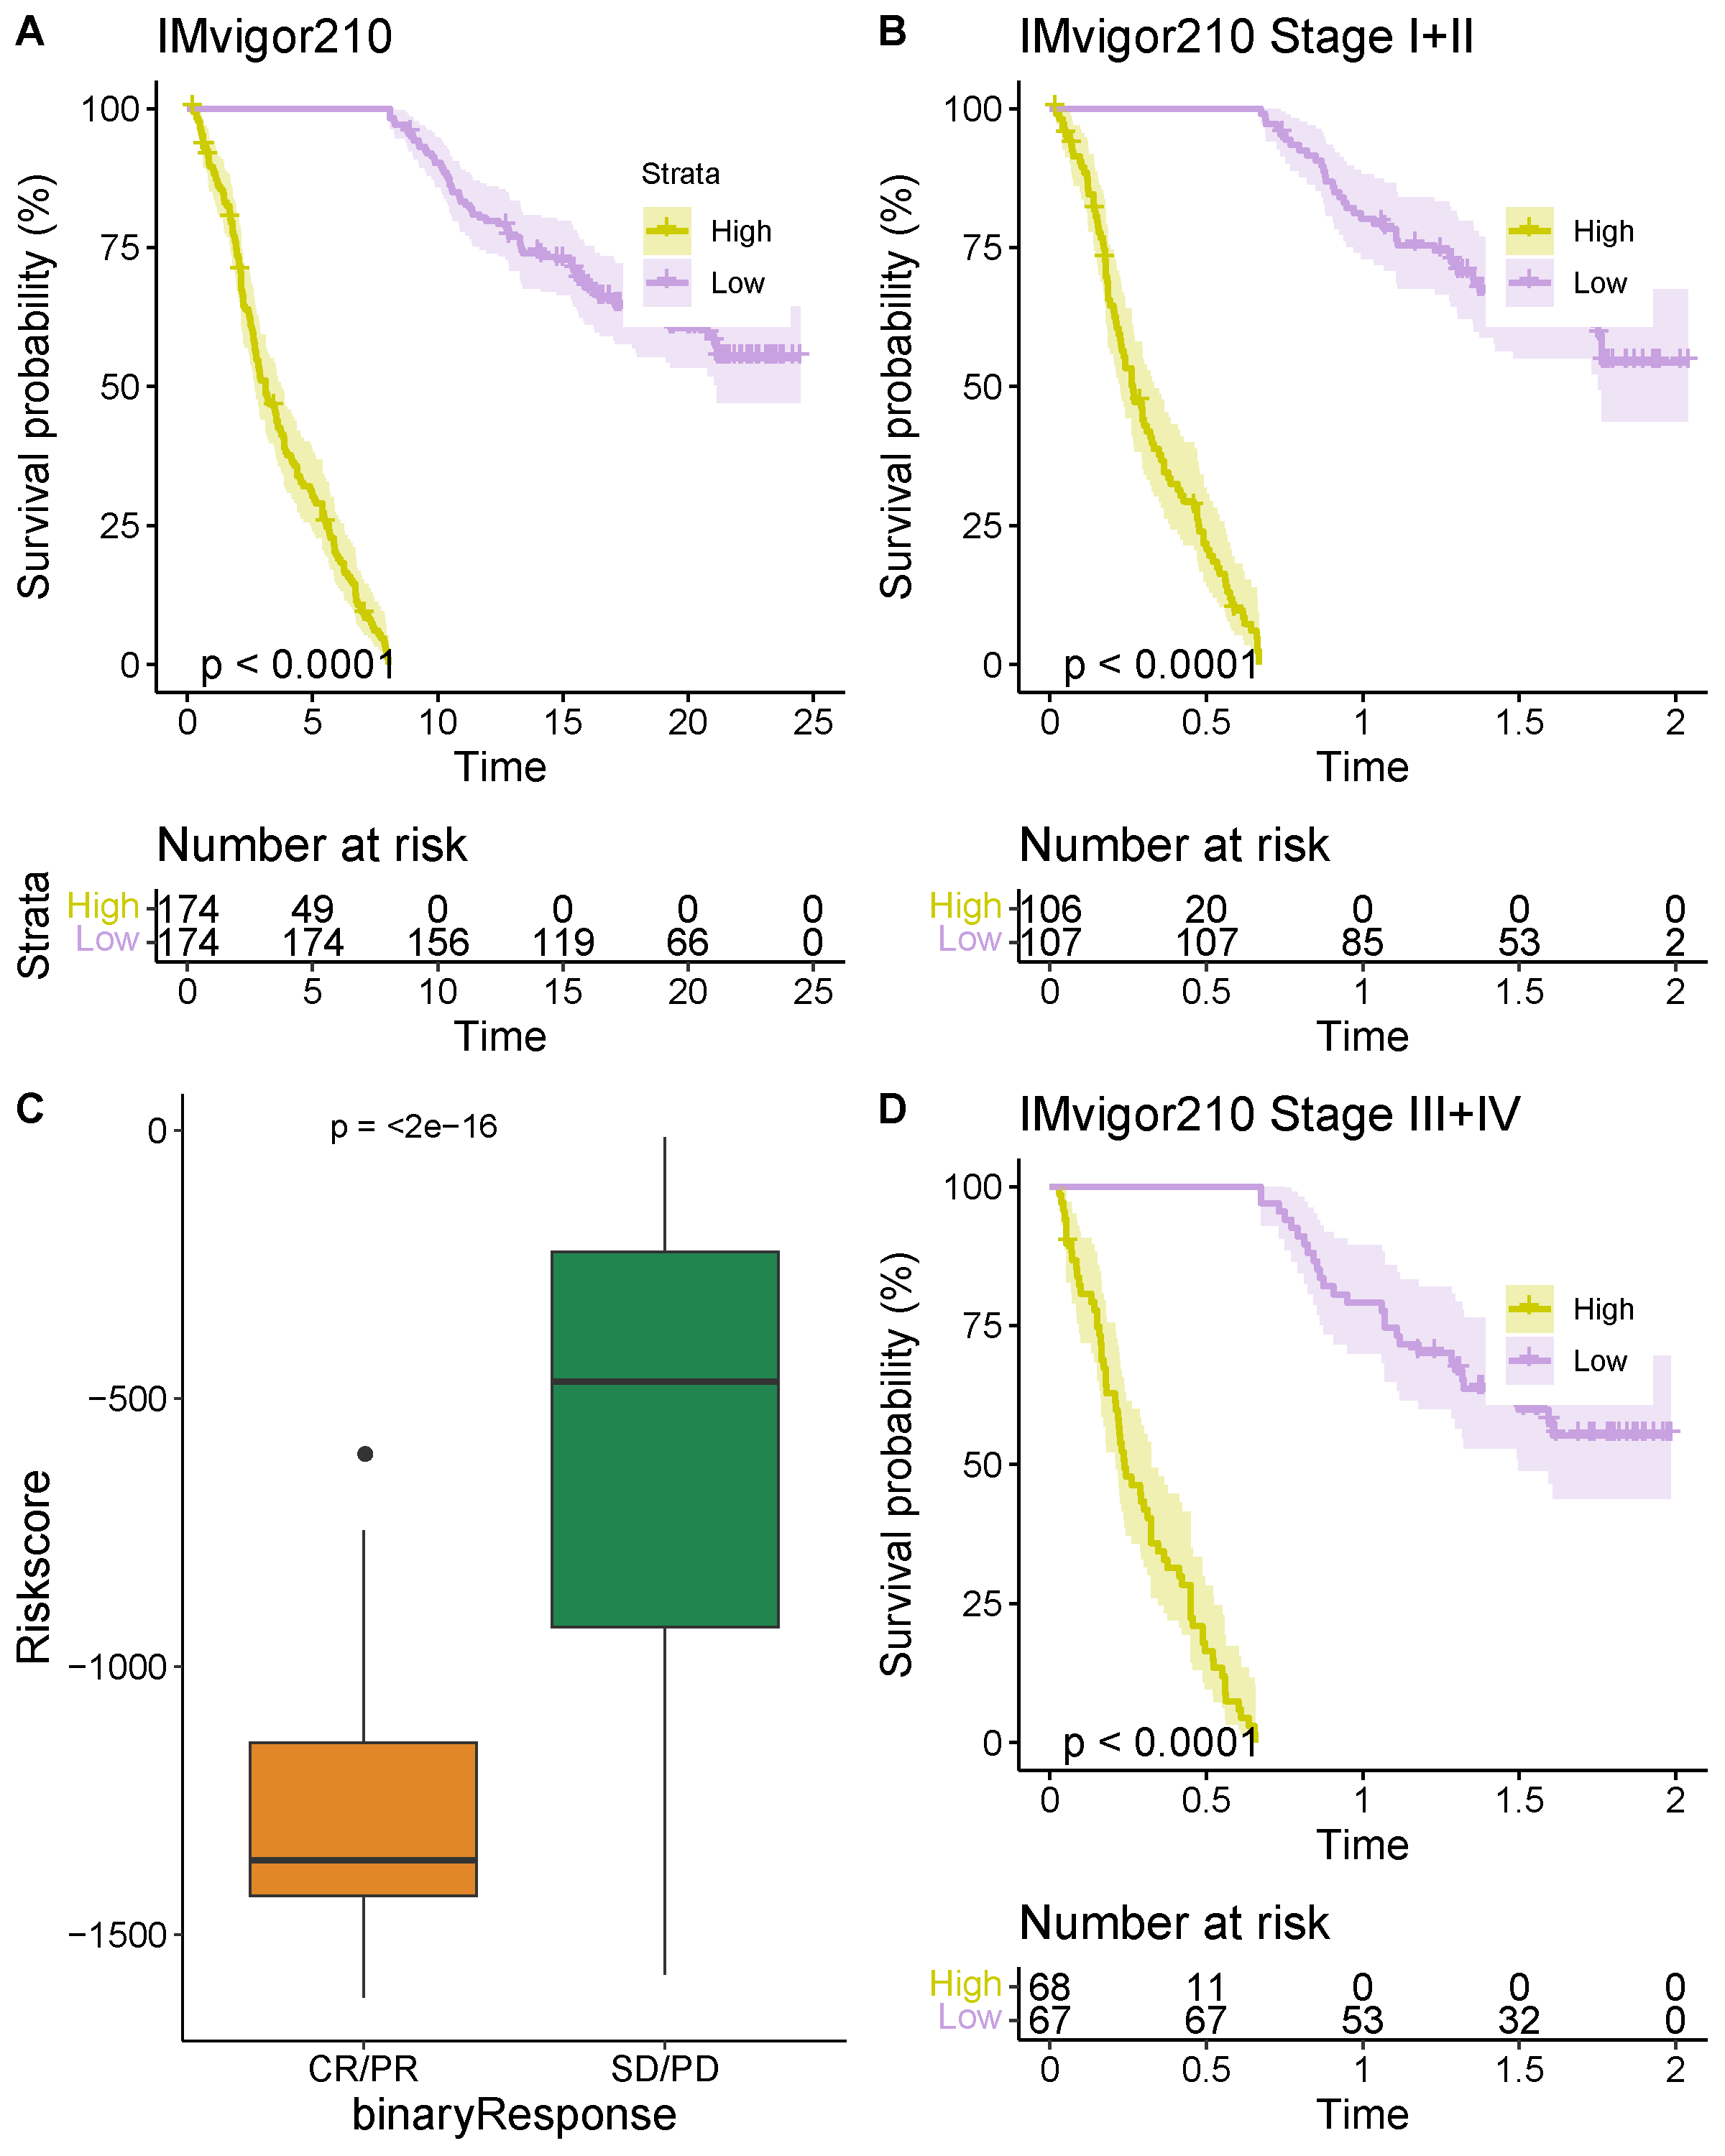 A
IMvigor210
Survival probability (%)
100
75
50
25
0
Strata
High
Low
p < 0.0001
0 5 10 15 20 25
Time
Number at risk
Strata
High 174 49 0 0 0 0
Low 174 174 156 119 66 0
0 5 10 15 20 25
Time
B
IMvigor210 Stage I+II
Survival probability (%)
100
75
50
25
0
High
Low
p < 0.0001
0 0.5 1 1.5 2
Time
Number at risk
High 106 20 0 0 0
Low 107 107 85 53 2
0 0.5 1 1.5 2
Time
C
p = <2e−16
Riskscore
0
−500
−1000
−1500
CR/PR SD/PD
binaryResponse
D
IMvigor210 Stage III+IV
Survival probability (%)
100
75
50
25
0
High
Low
p < 0.0001
0 0.5 1 1.5 2
Time
Number at risk
High 68 11 0 0 0
Low 67 67 53 32 0
0 0.5 1 1.5 2
Time